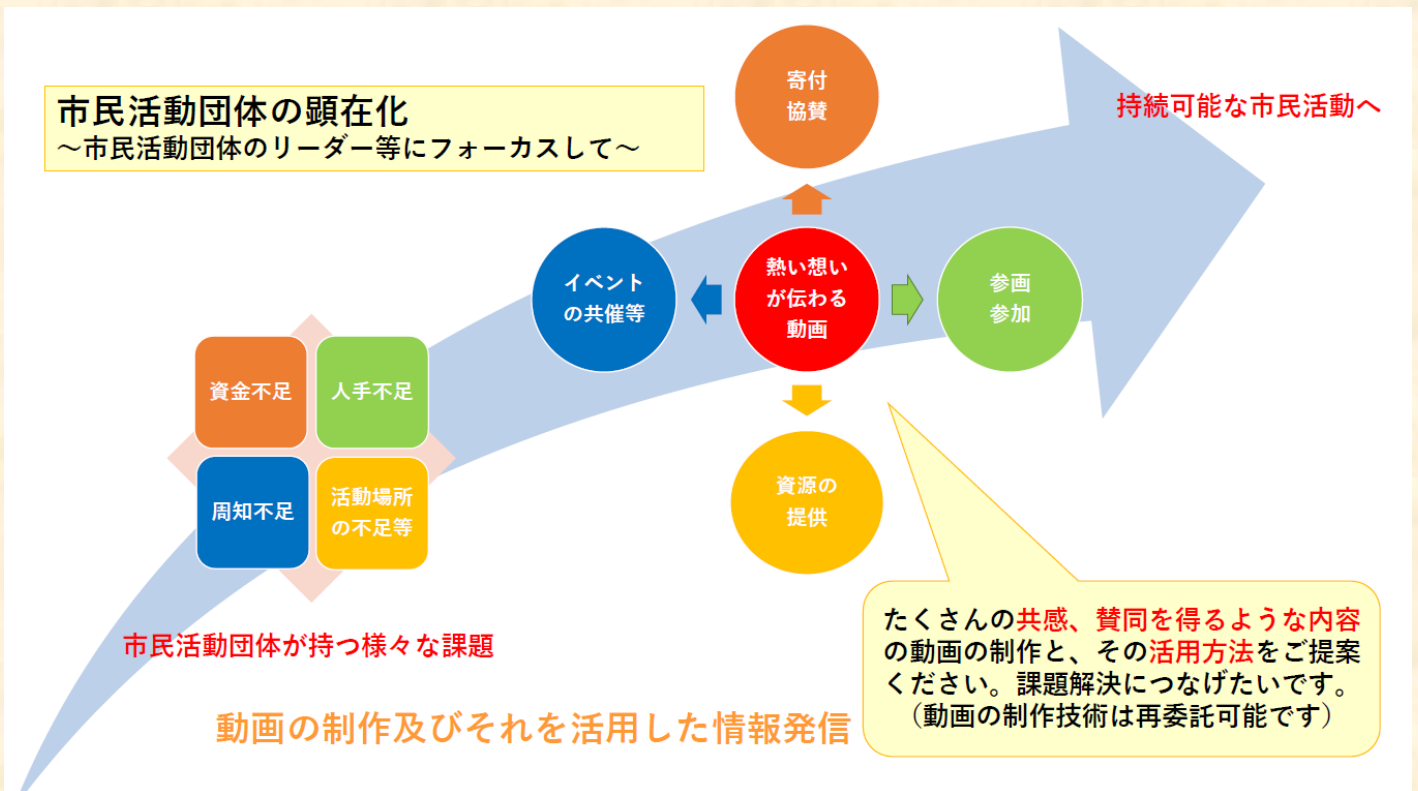 市民活動団体の顕在化
～市民活動団体のリーダー等にフォーカスして～
寄付
協賛
持続可能な市民活動へ
イベント
の共催等
熱い想い
が伝わる
動画
参画
参加
資金不足
人手不足
周知不足
活動場所
の不足等
資源の
提供
市民活動団体が持つ様々な課題
たくさんの共感、賛同を得るような内容
の動画の制作と、その活用方法をご提案
ください。課題解決につなげたいです。
（動画の制作技術は再委託可能です）
動画の制作及びそれを活用した情報発信